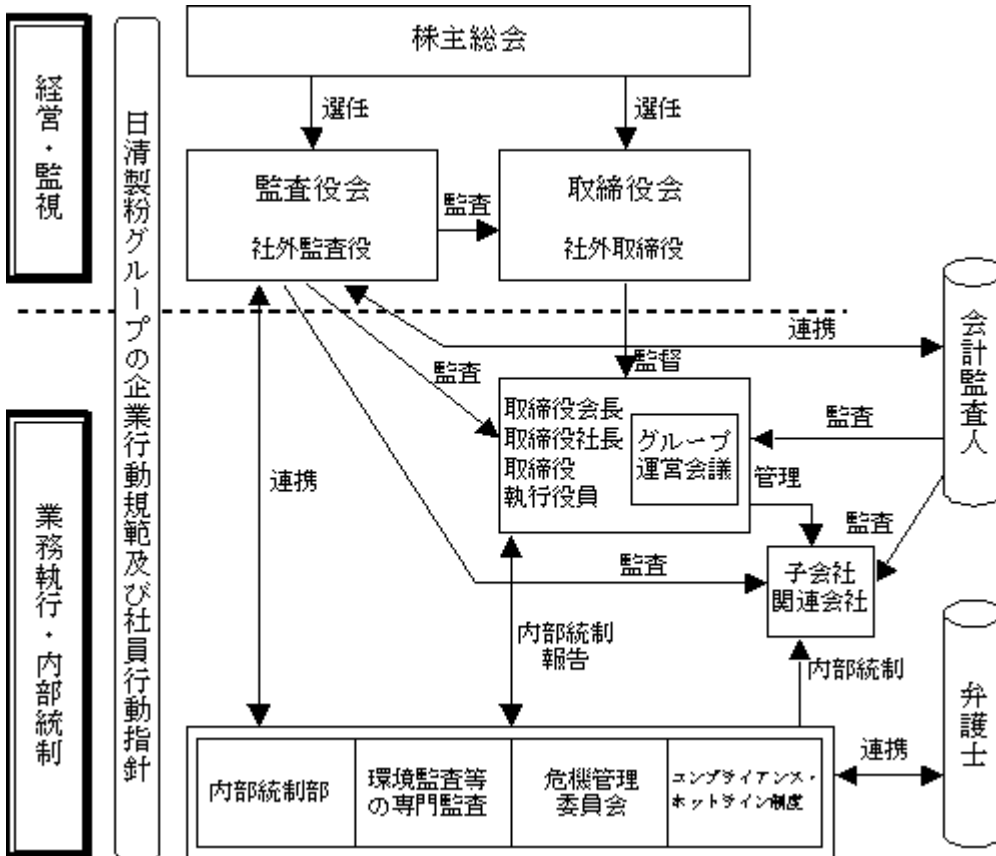 株主総会
経営・監視
日清製粉グループの企業行動規範及び社員行動指針
選任
選任
監査役会
社外監査役
監査
取締役会
社外取締役
会計監査人
連携
監督
監査
取締役会長
取締役社長
取締役
執行役員
グループ
運営会議
監査
管理
監査
連携
業務執行・内部統制
監査
子会社
関連会社
内部統制
報告
内部統制
弁護士
連携
内部統制部
環境監査等
の専門監査
危機管理
委員会
コンプライアンス・
ホットライン制度